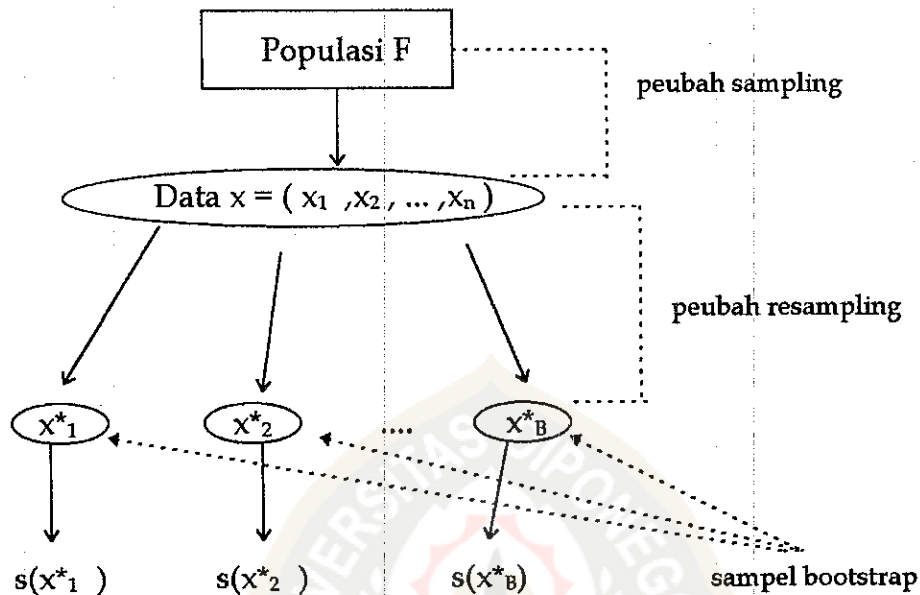 Populasi F
peubah sampling
Data x = ( x₁ ,x₂ , ... ,xₙ )
peubah resampling
x*₁
x*₂
....
x*B
s(x*₁ )
s(x*₂ )
s(x*B)
sampel bootstrap